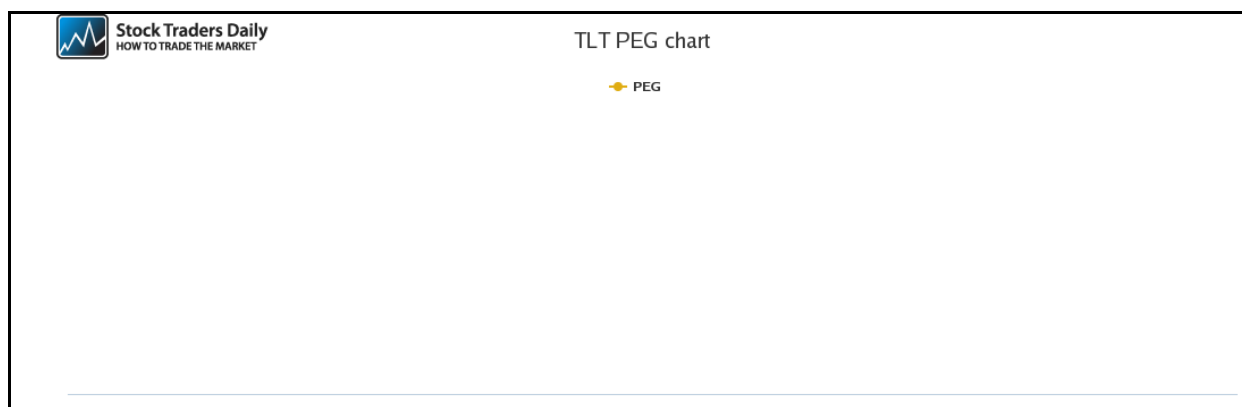 Stock Traders Daily
HOW TO TRADE THE MARKET
TLT PEG chart
PEG